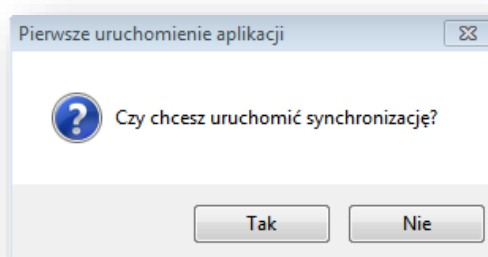 Pierwsze uruchomienie aplikacji
Czy chcesz uruchomić synchronizację?
Tak
Nie